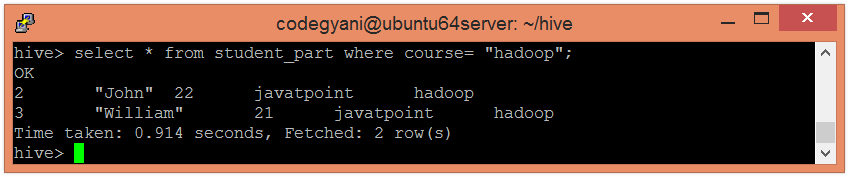 codegyani@ubuntu64server: ~/hive
hive> select * from student_part where course= "hadoop";
OK
2       "John"  22      javatpoint      hadoop
3       "William"       21      javatpoint      hadoop
Time taken: 0.914 seconds, Fetched: 2 row(s)
hive>